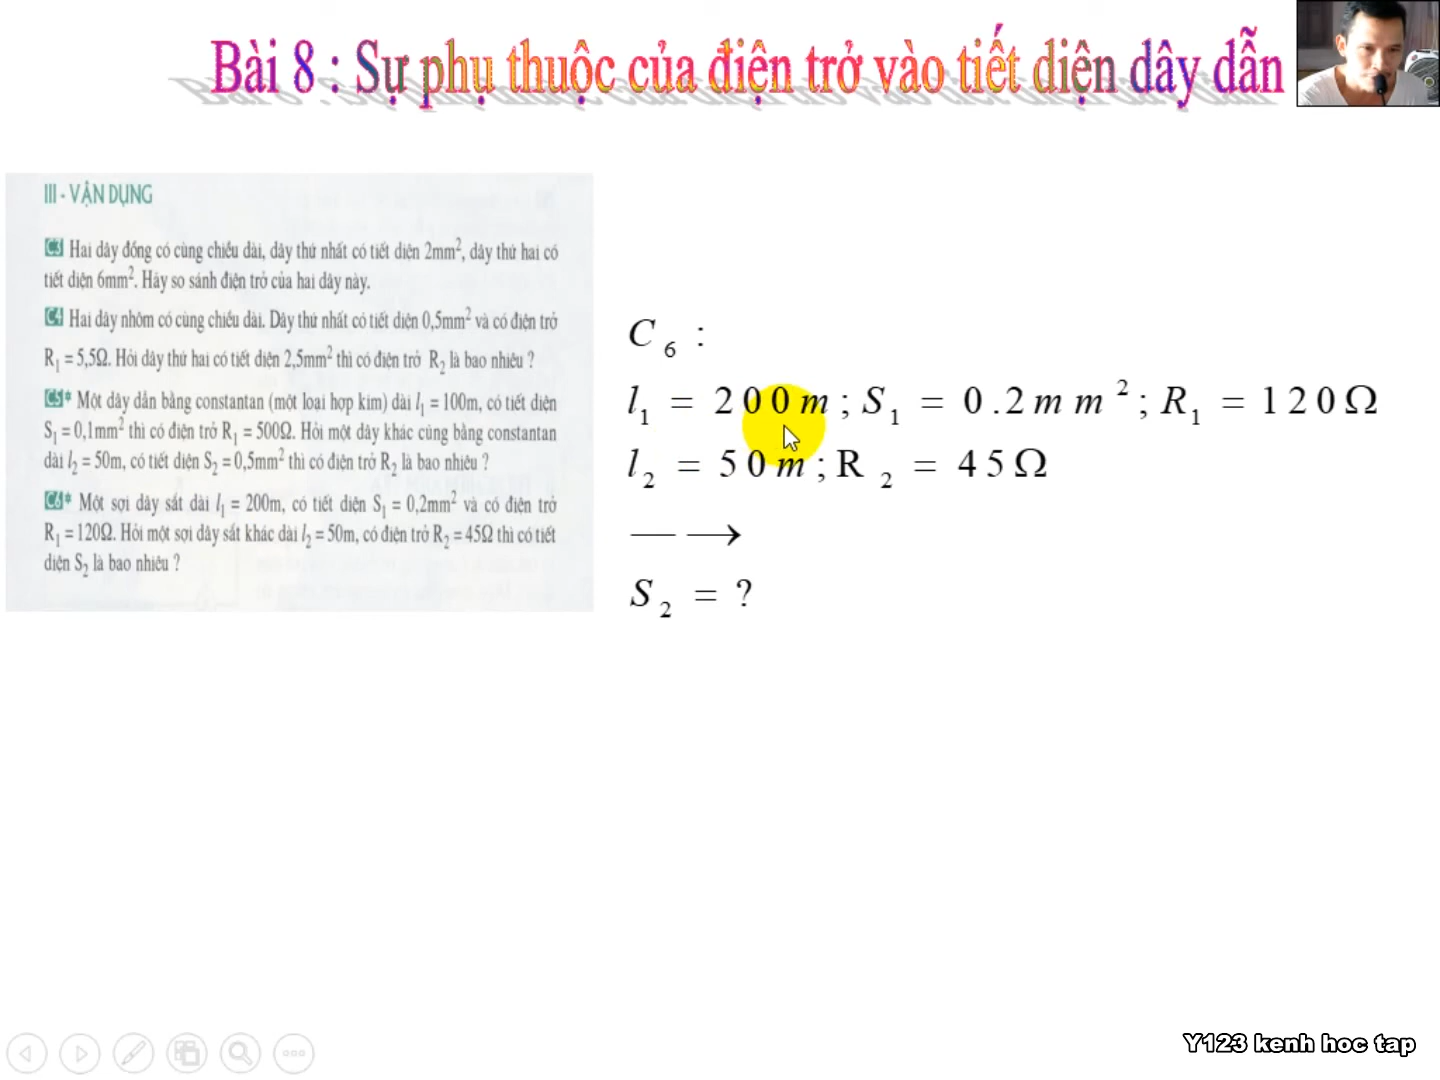 Bài 8 : Sự phụ thuộc của điện trở vào tiết diện dây dẫn
III - VẬN DỤNG
C3 Hai dây đồng có cùng chiều dài, dây thứ nhất có tiết diện 2mm², dây thứ hai có
tiết diện 6mm². Hãy so sánh điện trở của hai dây này.
C4 Hai dây nhôm có cùng chiều dài. Dây thứ nhất có tiết diện 0,5mm² và có điện trở
R₁ = 5,5Ω. Hỏi dây thứ hai có tiết diện 2,5mm² thì có điện trở R₂ là bao nhiêu ?
C5* Một dây dẫn bằng constantan (một loại hợp kim) dài l₁ = 100m, có tiết diện
S₁ = 0,1mm² thì có điện trở R₁ = 500Ω. Hỏi một dây khác cũng bằng constantan
dài l₂ = 50m, có tiết diện S₂ = 0,5mm² thì có điện trở R₂ là bao nhiêu ?
C6* Một sợi dây sắt dài l₁ = 200m, có tiết diện S₁ = 0,2mm² và có điện trở
R₁ = 120Ω. Hỏi một sợi dây sắt khác dài l₂ = 50m, có điện trở R₂ = 45Ω thì có tiết
diện S₂ là bao nhiêu ?
C₆ :
l₁ = 200m ; S₁ = 0.2mm² ; R₁ = 120Ω
l₂ = 50m ; R₂ = 45Ω
—→
S₂ = ?
Y123 kenh hoc tap